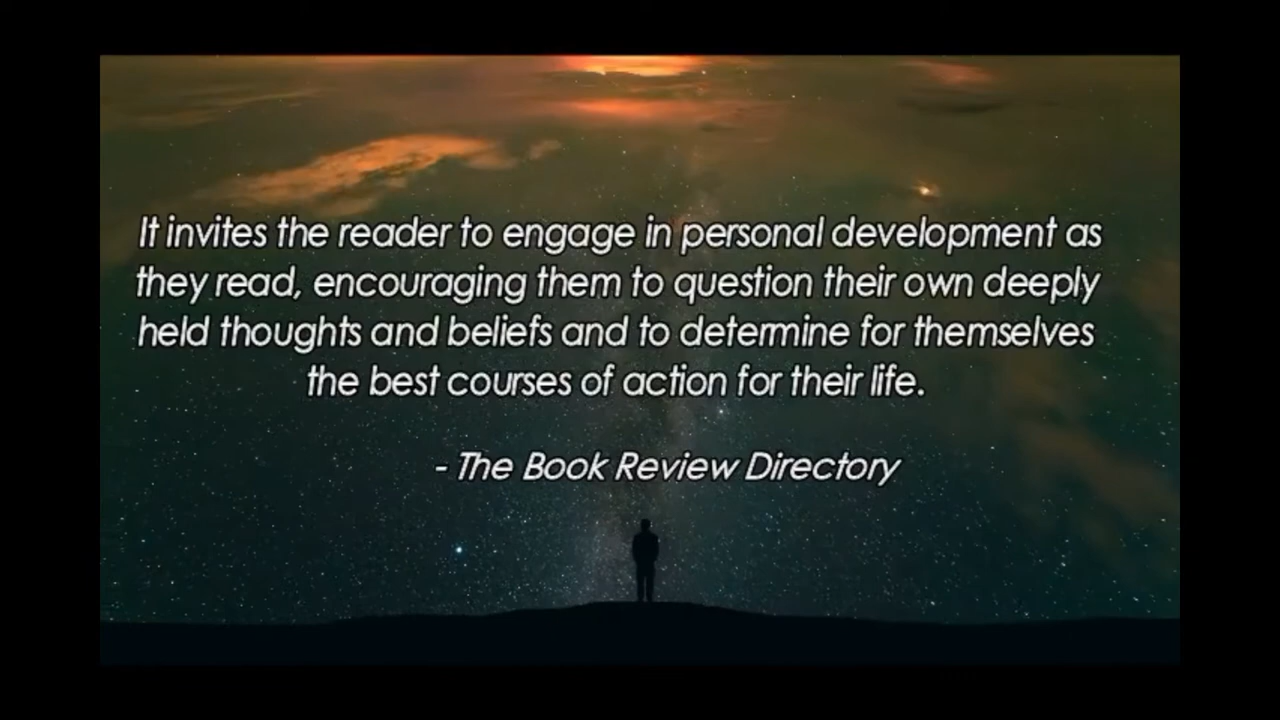 It invites the reader to engage in personal development as
they read, encouraging them to question their own deeply
held thoughts and beliefs and to determine for themselves
the best courses of action for their life.
- The Book Review Directory